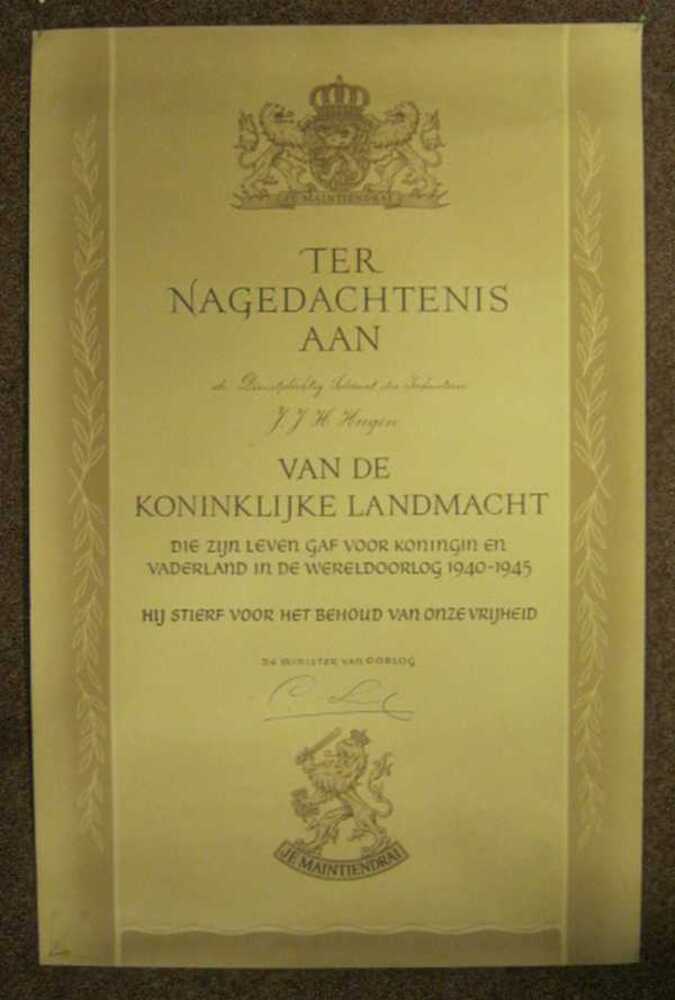 JE MAINTIENDRAI
TER
NAGEDACHTENIS
AAN
de Dienstplichtig Soldaat der Infanterie
J. J. H. Hugen
VAN DE
KONINKLIJKE LANDMACHT
DIE ZIJN LEVEN GAF VOOR KONINGIN EN
VADERLAND IN DE WERELDOORLOG 1940-1945
HIJ STIERF VOOR HET BEHOUD VAN ONZE VRIJHEID
DE MINISTER VAN OORLOG
JE MAINTIENDRAI